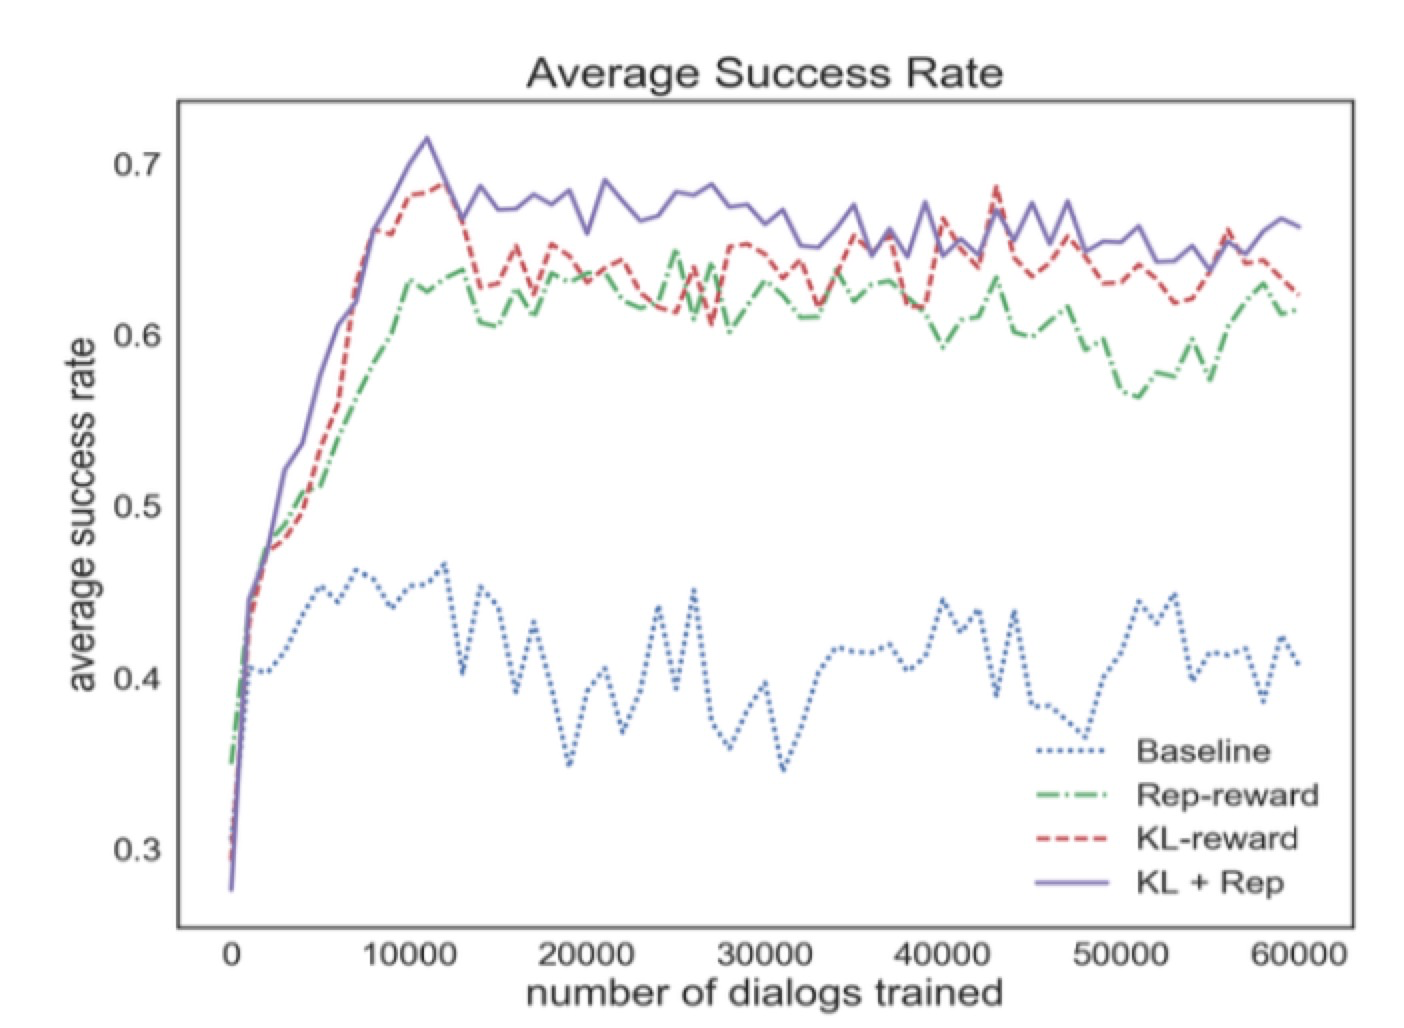 Average Success Rate
average success rate
0.7
0.6
0.5
0.4
0.3
Baseline
Rep-reward
KL-reward
KL + Rep
0 10000 20000 30000 40000 50000 60000
number of dialogs trained